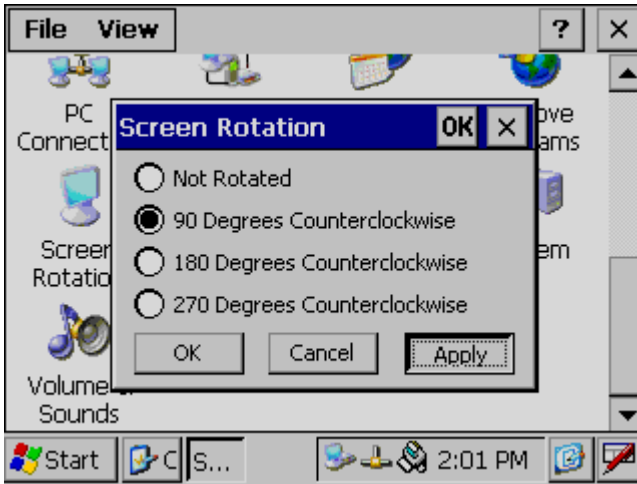 File View ? ×
PC
Connect
ove
ams
Screen Rotation OK ×
Not Rotated
90 Degrees Counterclockwise
180 Degrees Counterclockwise
270 Degrees Counterclockwise
OK Cancel Apply
Screen
Rotatio
em
Volume &
Sounds
Start C S... 2:01 PM